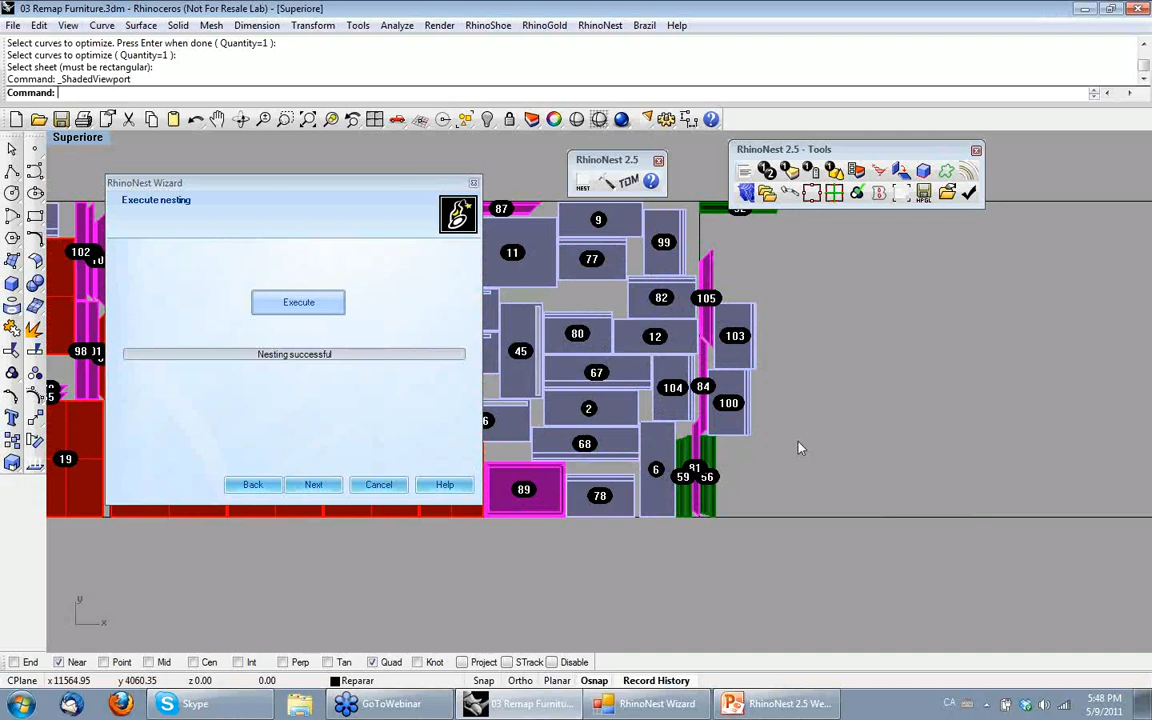 03 Remap Furniture.3dm - Rhinoceros (Not For Resale Lab) - [Superiore]
File Edit View Curve Surface Solids Mesh Dimension Transform Tools Analyze Render RhinoShoe RhinoGold RhinoNest Brazil Help
Select curves to optimize. Press Enter when done ( Quantity=1 ):
Select curves to optimize ( Quantity=1 ):
Select sheet (must be rectangular):
Command: _ShadedViewport
Command:
Superiore
RhinoNest 2.5 - Tools
RhinoNest 2.5
NEST TDM
RhinoNest Wizard
Execute nesting
Execute
Nesting successful
Back Next Cancel Help
87 9
99
102 11 77
82 105
80 12 103
98 45
67
104 84
2 100
68
19 6
89 78 59 81 56
y
x
End Near Point Mid Cen Int Perp Tan Quad Knot Project STrack Disable
CPlane x 11564.95 y 4060.35 z 0.00 0.00 Reparar Snap Ortho Planar Osnap Record History
Skype GoToWebinar 03 Remap Furnitu... RhinoNest Wizard RhinoNest 2.5 We... CA 5:48 PM
5/9/2011